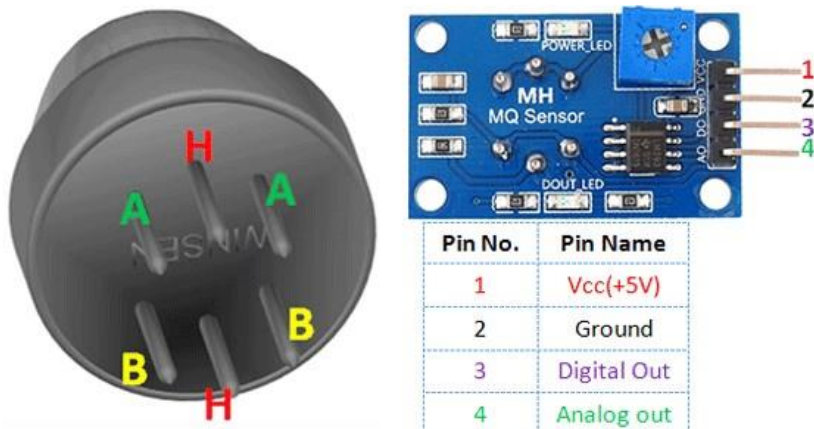 H
A
A
WINSEN
B
B
H
POWER_LED
MH
MQ Sensor
DOUT_LED
VCC
GND
DO
AO
1
2
3
4
Pin No. Pin Name
1 Vcc(+5V)
2 Ground
3 Digital Out
4 Analog out